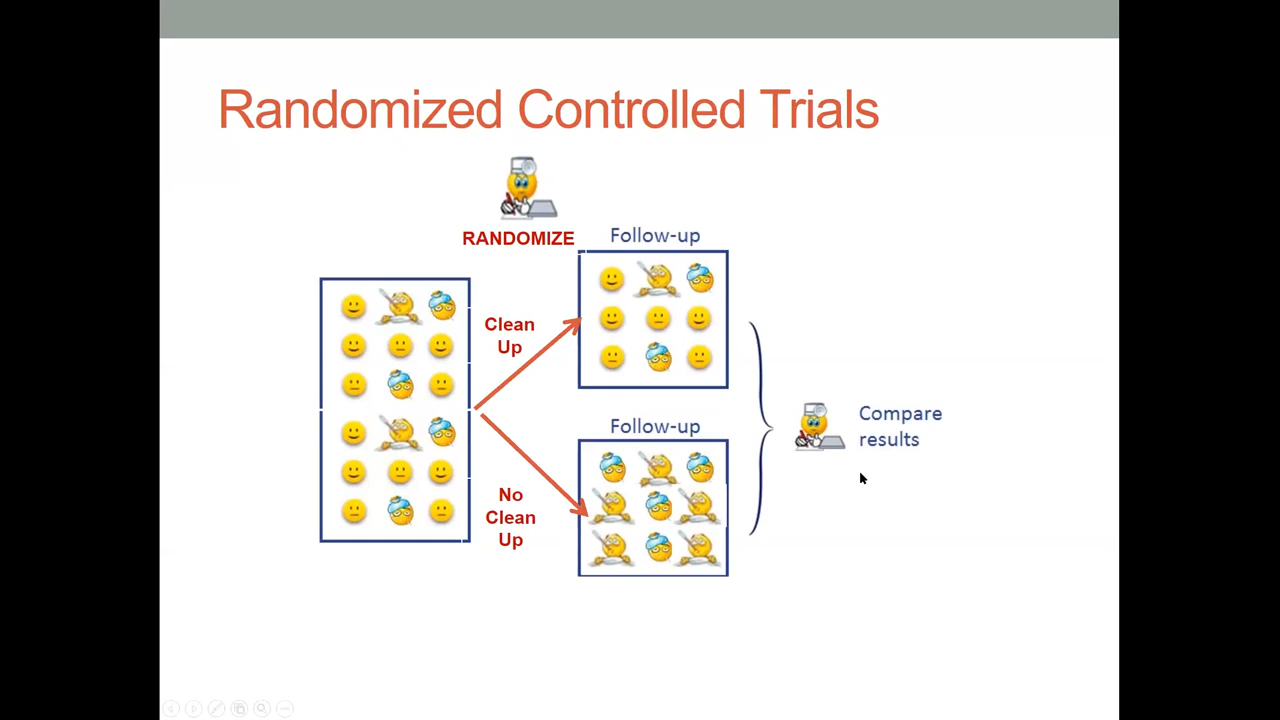 Randomized Controlled Trials
RANDOMIZE
Follow-up
Clean
Up
Follow-up
No
Clean
Up
Compare
results